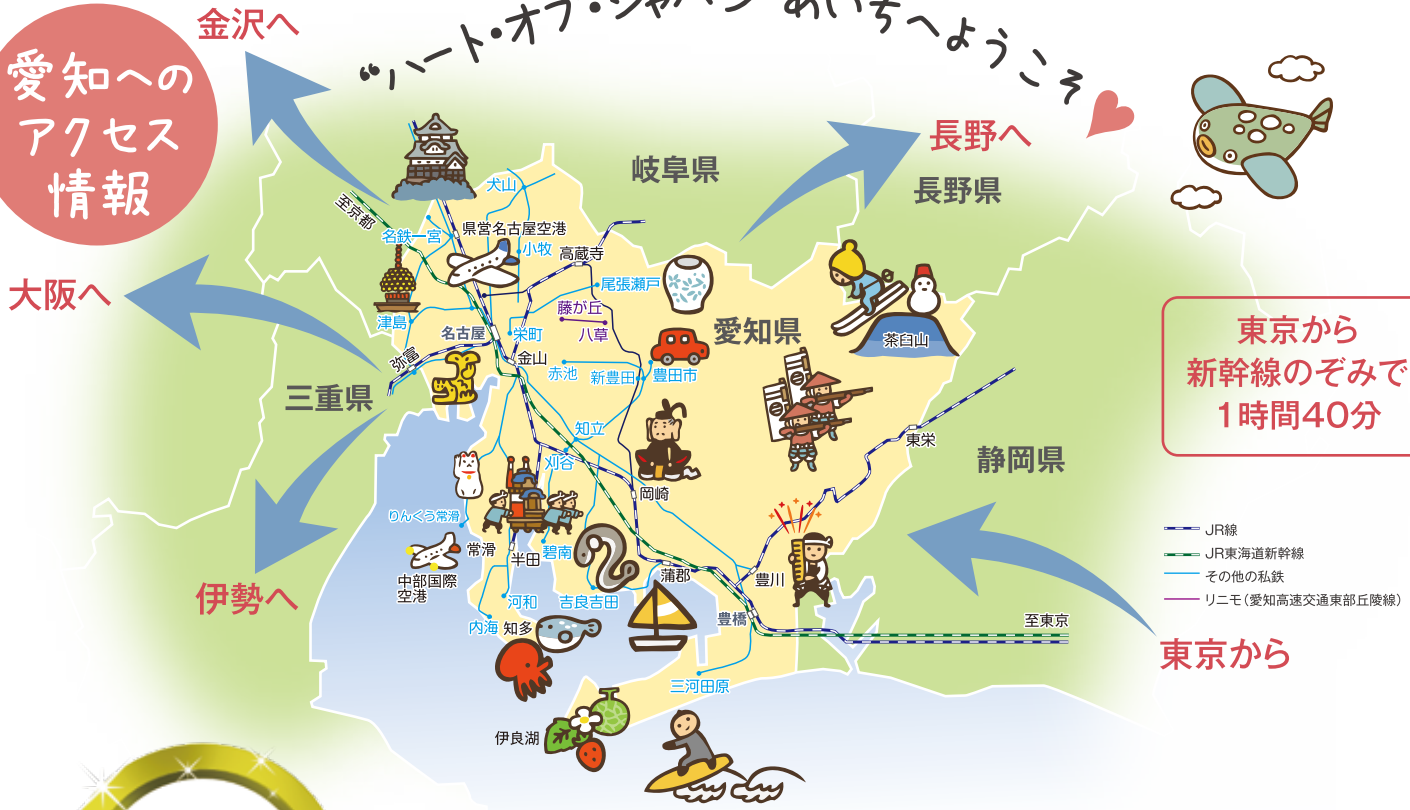 金沢へ
愛知への
アクセス
情報
“ハート・オブ・ジャパン”あいちへようこそ
長野へ
長野県
岐阜県
至京都
犬山
名鉄一宮
県営名古屋空港
小牧
高蔵寺
尾張瀬戸
大阪へ
藤が丘
八草
津島
名古屋
栄町
愛知県
茶臼山
弥富
金山
赤池
新豊田
豊田市
三重県
東京から
新幹線のぞみで
1時間40分
知立
刈谷
東栄
静岡県
岡崎
りんくう常滑
常滑
半田
碧南
中部国際
空港
蒲郡
豊川
JR線
JR東海道新幹線
その他の私鉄
リニモ(愛知高速交通東部丘陵線)
伊勢へ
河和
吉良吉田
内海
知多
豊橋
至東京
東京から
三河田原
伊良湖